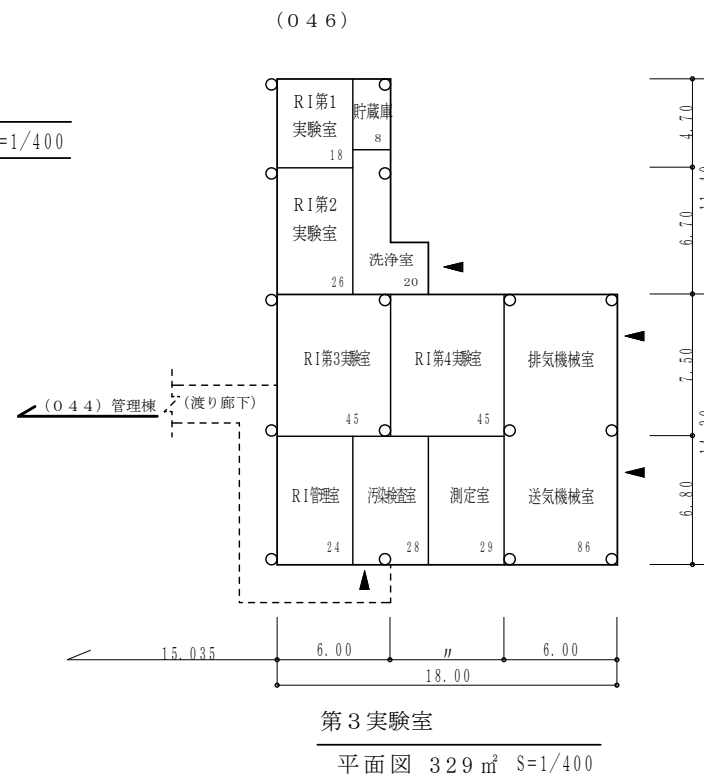 (046)
=1/400
RI第1
実験室
18
貯蔵庫
8
4.70
RI第2
実験室
26
洗浄室
20
6.70
RI第3実験室
45
RI第4実験室
45
排気機械室
7.50
(044) 管理棟
(渡り廊下)
RI管理室
24
汚染検査室
28
測定室
29
送気機械室
86
6.80
15.035
6.00
〃
6.00
18.00
第3実験室
平面図 329㎡ S=1/400